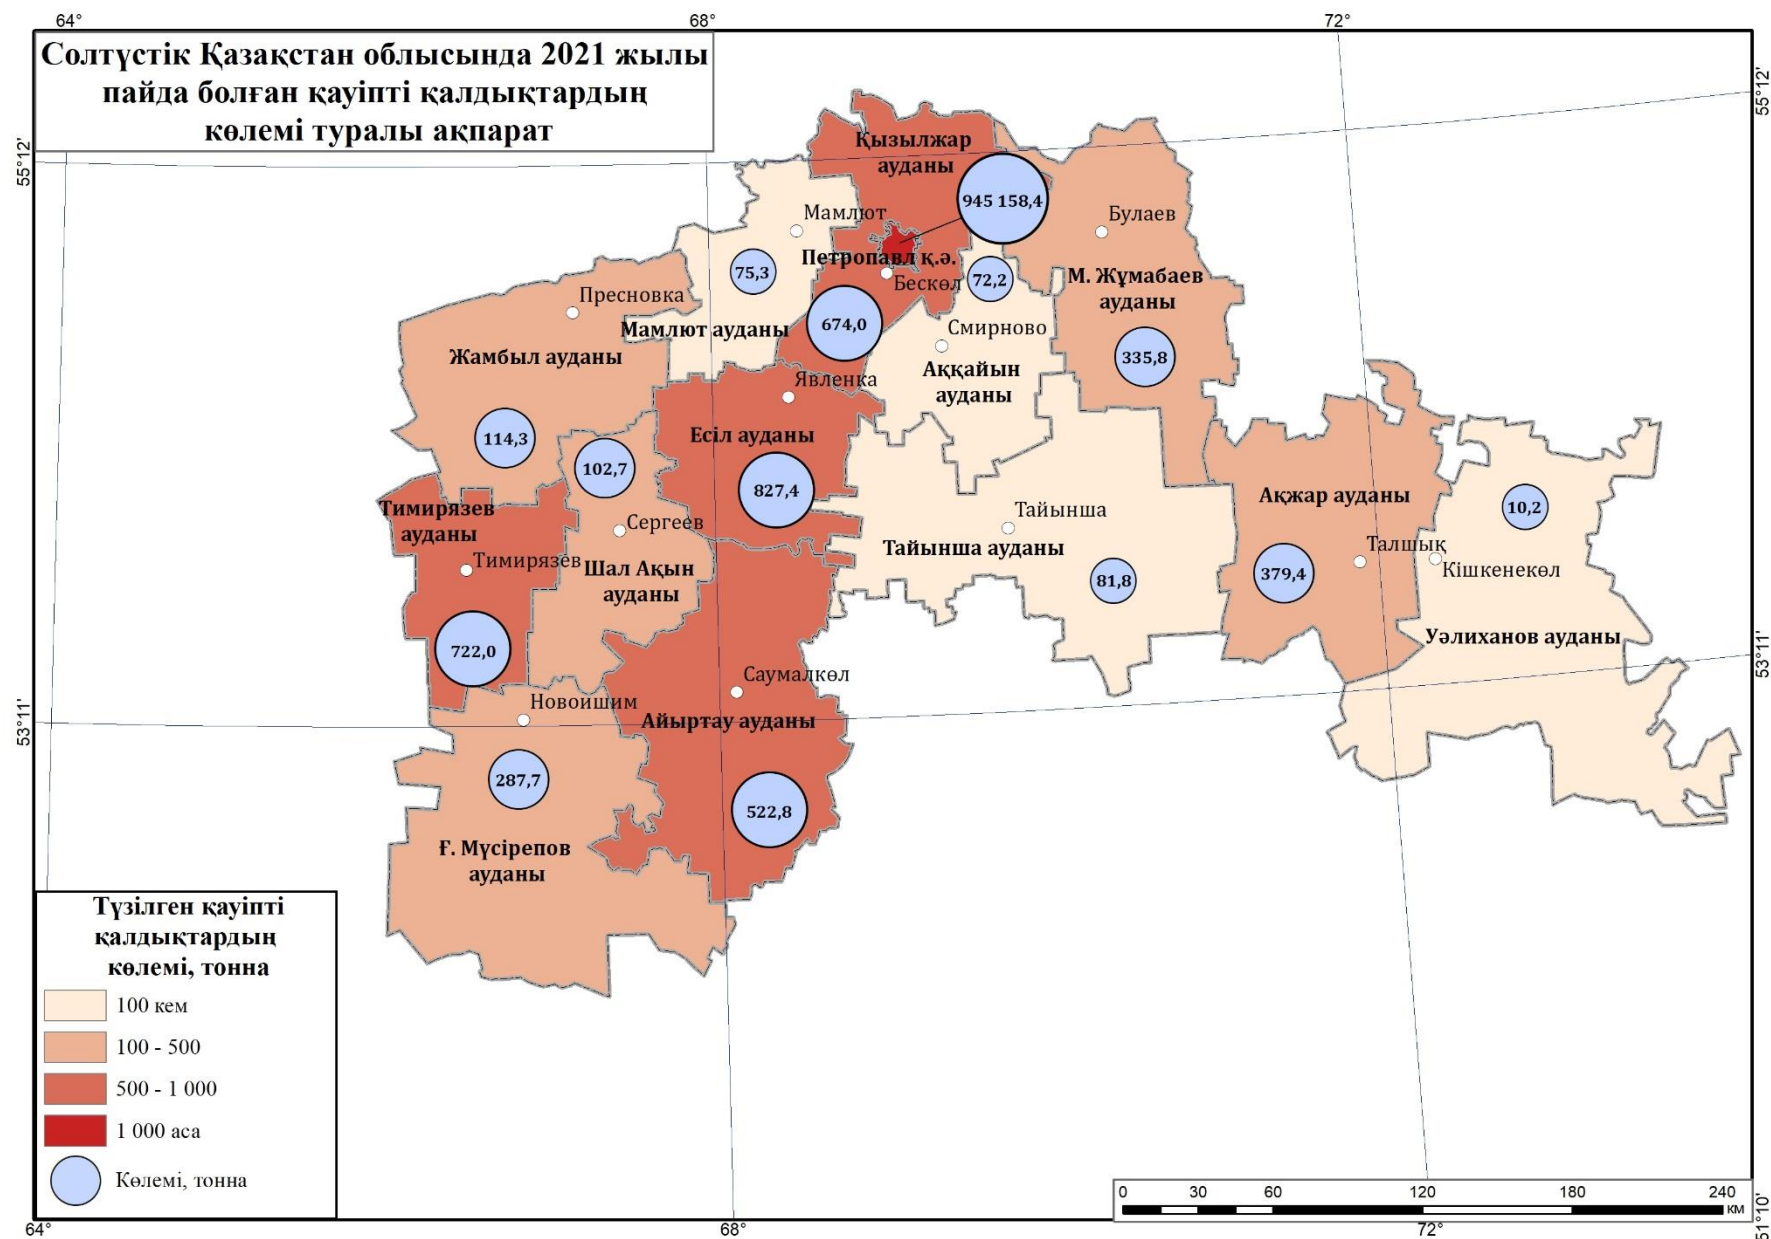 64°
68°
72°
Солтүстік Қазақстан облысында 2021 жылы
пайда болған қауіпті қалдықтардың
көлемі туралы ақпарат
55°12'
55°12'
Қызылжар
ауданы
945 158,4
Мамлют
Булаев
Петропавл қ.ә.
75,3
Бескөл
72,2
М. Жұмабаев
ауданы
Пресновка
Мамлют ауданы
674,0
Смирново
Жамбыл ауданы
335,8
Аққайын
ауданы
Явленка
114,3
Есіл ауданы
102,7
827,4
Ақжар ауданы
10,2
Тимирязев
ауданы
Сергеев
Тайынша
Тайынша ауданы
Талшық
Кішкенекөл
Тимирязев
Шал Ақын
ауданы
81,8
379,4
Уәлиханов ауданы
722,0
53°11'
53°11'
Саумалкөл
Новоишим
Айыртау ауданы
287,7
522,8
Ғ. Мүсірепов
ауданы
Түзілген қауіпті
қалдықтардың
көлемі, тонна
100 кем
100 - 500
500 - 1 000
1 000 аса
Көлемі, тонна
0 30 60 120 180 240
км
51°10'
64°
68°
72°